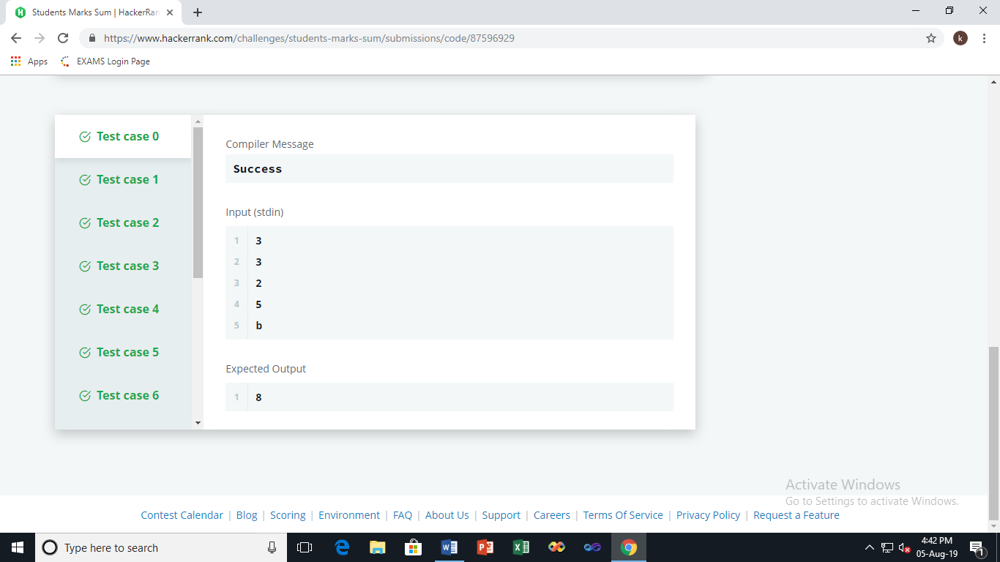 Students Marks Sum | HackerRan
https://www.hackerrank.com/challenges/students-marks-sum/submissions/code/87596929
k
Apps
EXAMS Login Page
Test case 0
Test case 1
Test case 2
Test case 3
Test case 4
Test case 5
Test case 6
Compiler Message
Success
Input (stdin)
1 3
2 3
3 2
4 5
5 b
Expected Output
1 8
Activate Windows
Go to Settings to activate Windows.
Contest Calendar | Blog | Scoring | Environment | FAQ | About Us | Support | Careers | Terms Of Service | Privacy Policy | Request a Feature
Type here to search
4:42 PM
05-Aug-19
1